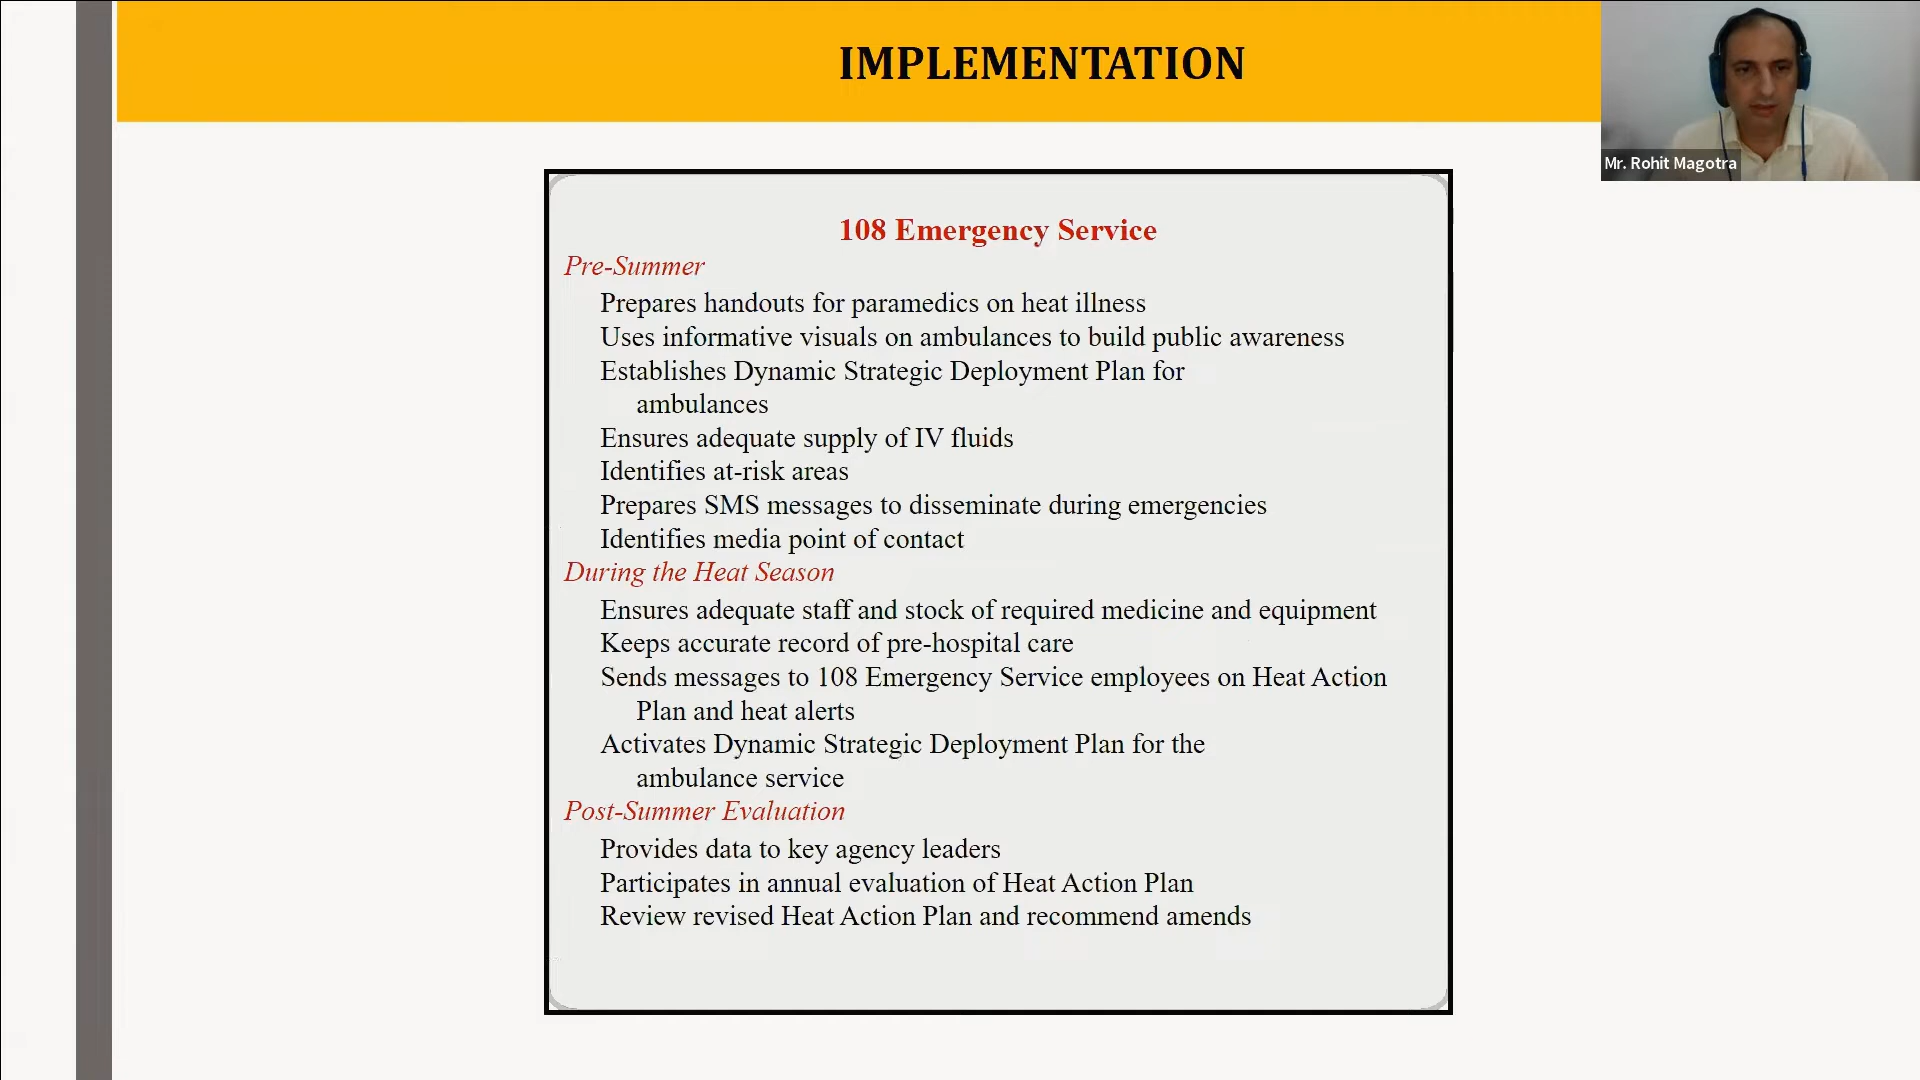 IMPLEMENTATION
Mr. Rohit Magotra
108 Emergency Service
Pre-Summer
Prepares handouts for paramedics on heat illness
Uses informative visuals on ambulances to build public awareness
Establishes Dynamic Strategic Deployment Plan for
ambulances
Ensures adequate supply of IV fluids
Identifies at-risk areas
Prepares SMS messages to disseminate during emergencies
Identifies media point of contact
During the Heat Season
Ensures adequate staff and stock of required medicine and equipment
Keeps accurate record of pre-hospital care
Sends messages to 108 Emergency Service employees on Heat Action
Plan and heat alerts
Activates Dynamic Strategic Deployment Plan for the
ambulance service
Post-Summer Evaluation
Provides data to key agency leaders
Participates in annual evaluation of Heat Action Plan
Review revised Heat Action Plan and recommend amends